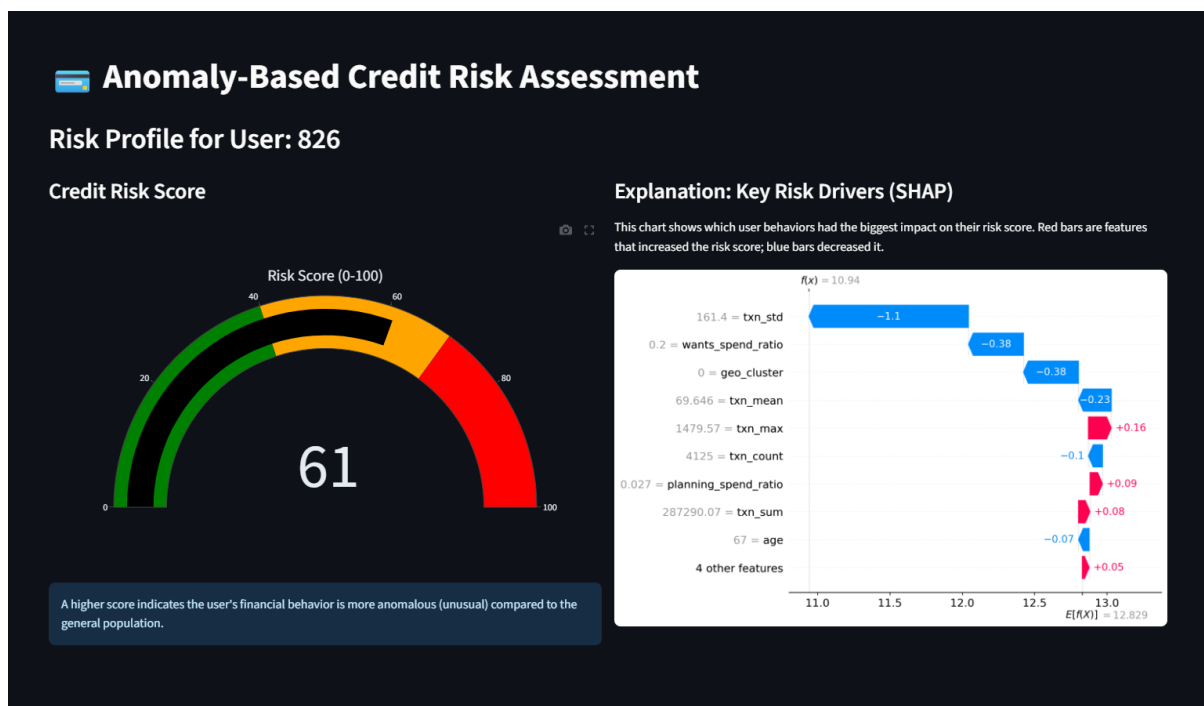 Anomaly-Based Credit Risk Assessment
Risk Profile for User: 826
Credit Risk Score
Risk Score (0-100)
0
20
40
60
80
100
61
A higher score indicates the user's financial behavior is more anomalous (unusual) compared to the
general population.
Explanation: Key Risk Drivers (SHAP)
This chart shows which user behaviors had the biggest impact on their risk score. Red bars are features
that increased the risk score; blue bars decreased it.
f(x) = 10.94
161.4 = txn_std −1.1
0.2 = wants_spend_ratio −0.38
0 = geo_cluster −0.38
69.646 = txn_mean −0.23
1479.57 = txn_max +0.16
4125 = txn_count −0.1
0.027 = planning_spend_ratio +0.09
287290.07 = txn_sum +0.08
67 = age −0.07
4 other features +0.05
11.0 11.5 12.0 12.5 13.0
E[f(X)] = 12.829